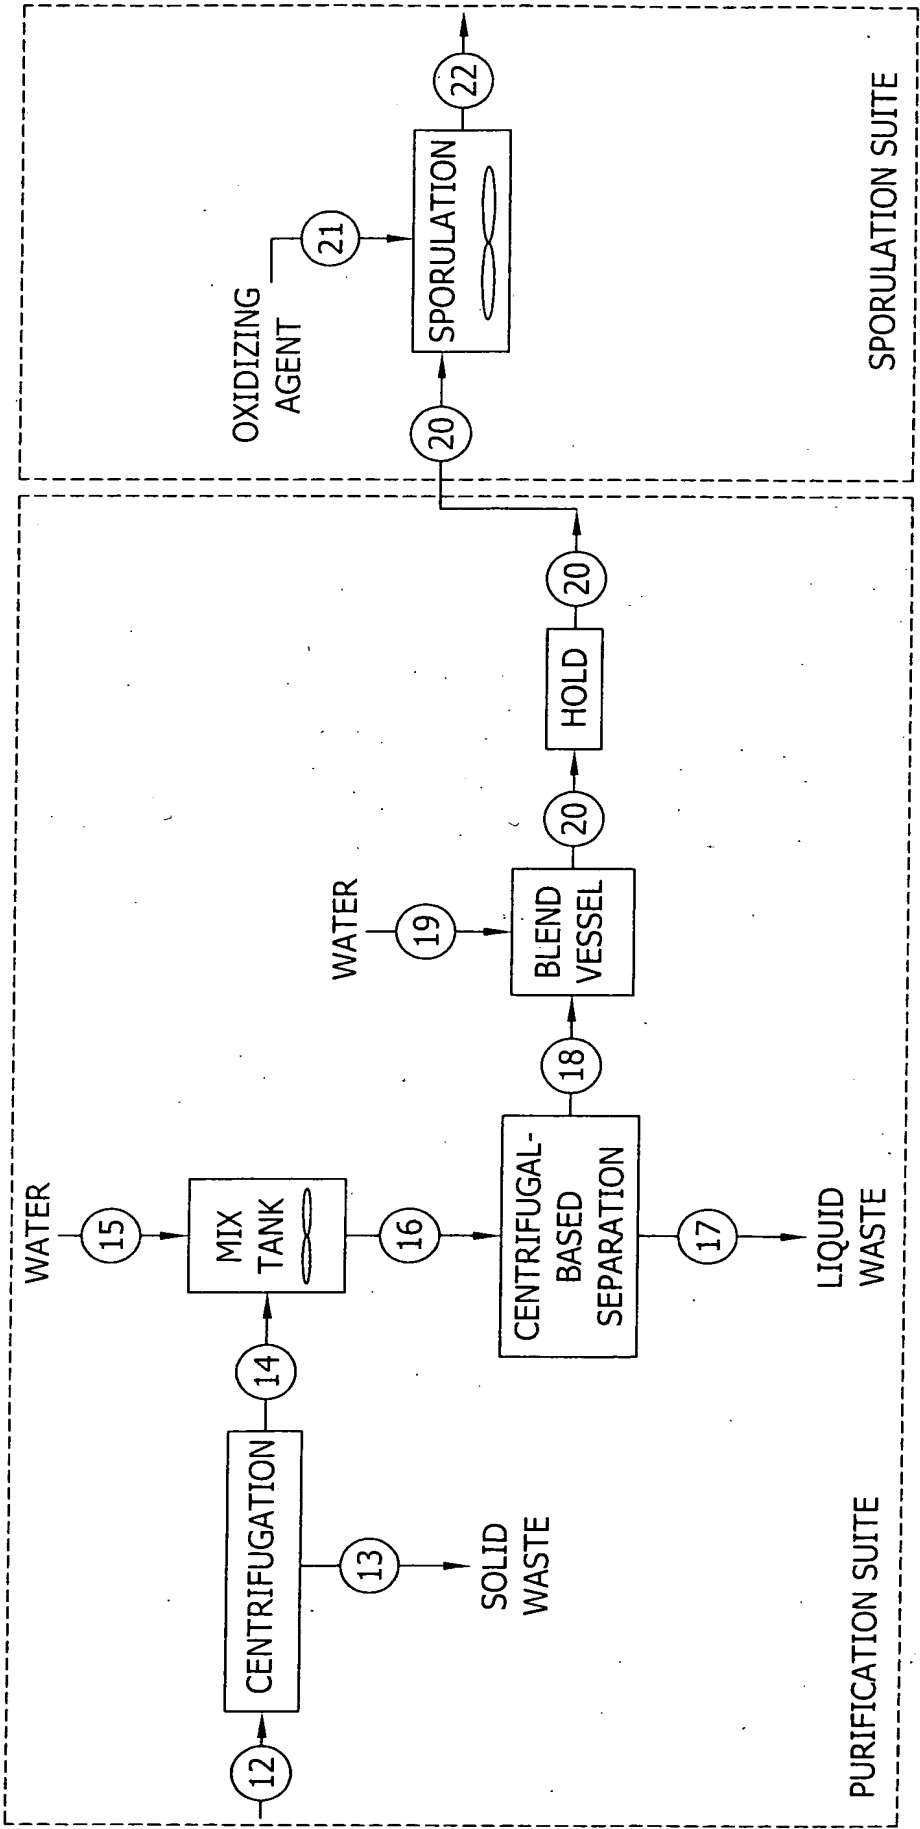 12
CENTRIFUGATION
13
SOLID
WASTE
14
WATER
15
MIX
TANK
16
CENTRIFUGAL-
BASED
SEPARATION
17
LIQUID
WASTE
18
WATER
19
BLEND
VESSEL
20
HOLD
20
PURIFICATION SUITE
20
OXIDIZING
AGENT
21
SPORULATION
22
SPORULATION SUITE